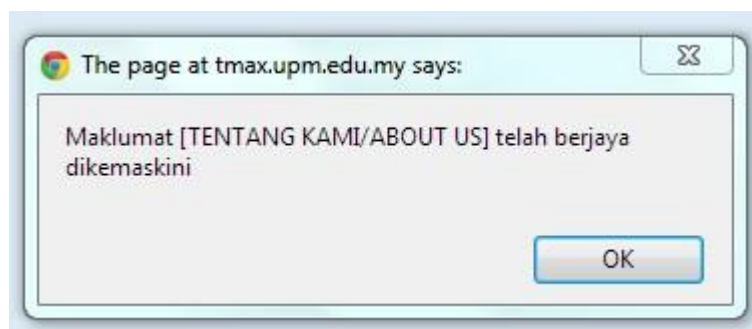 The page at tmax.upm.edu.my says:
Maklumat [TENTANG KAMI/ABOUT US] telah berjaya
dikemaskini
OK